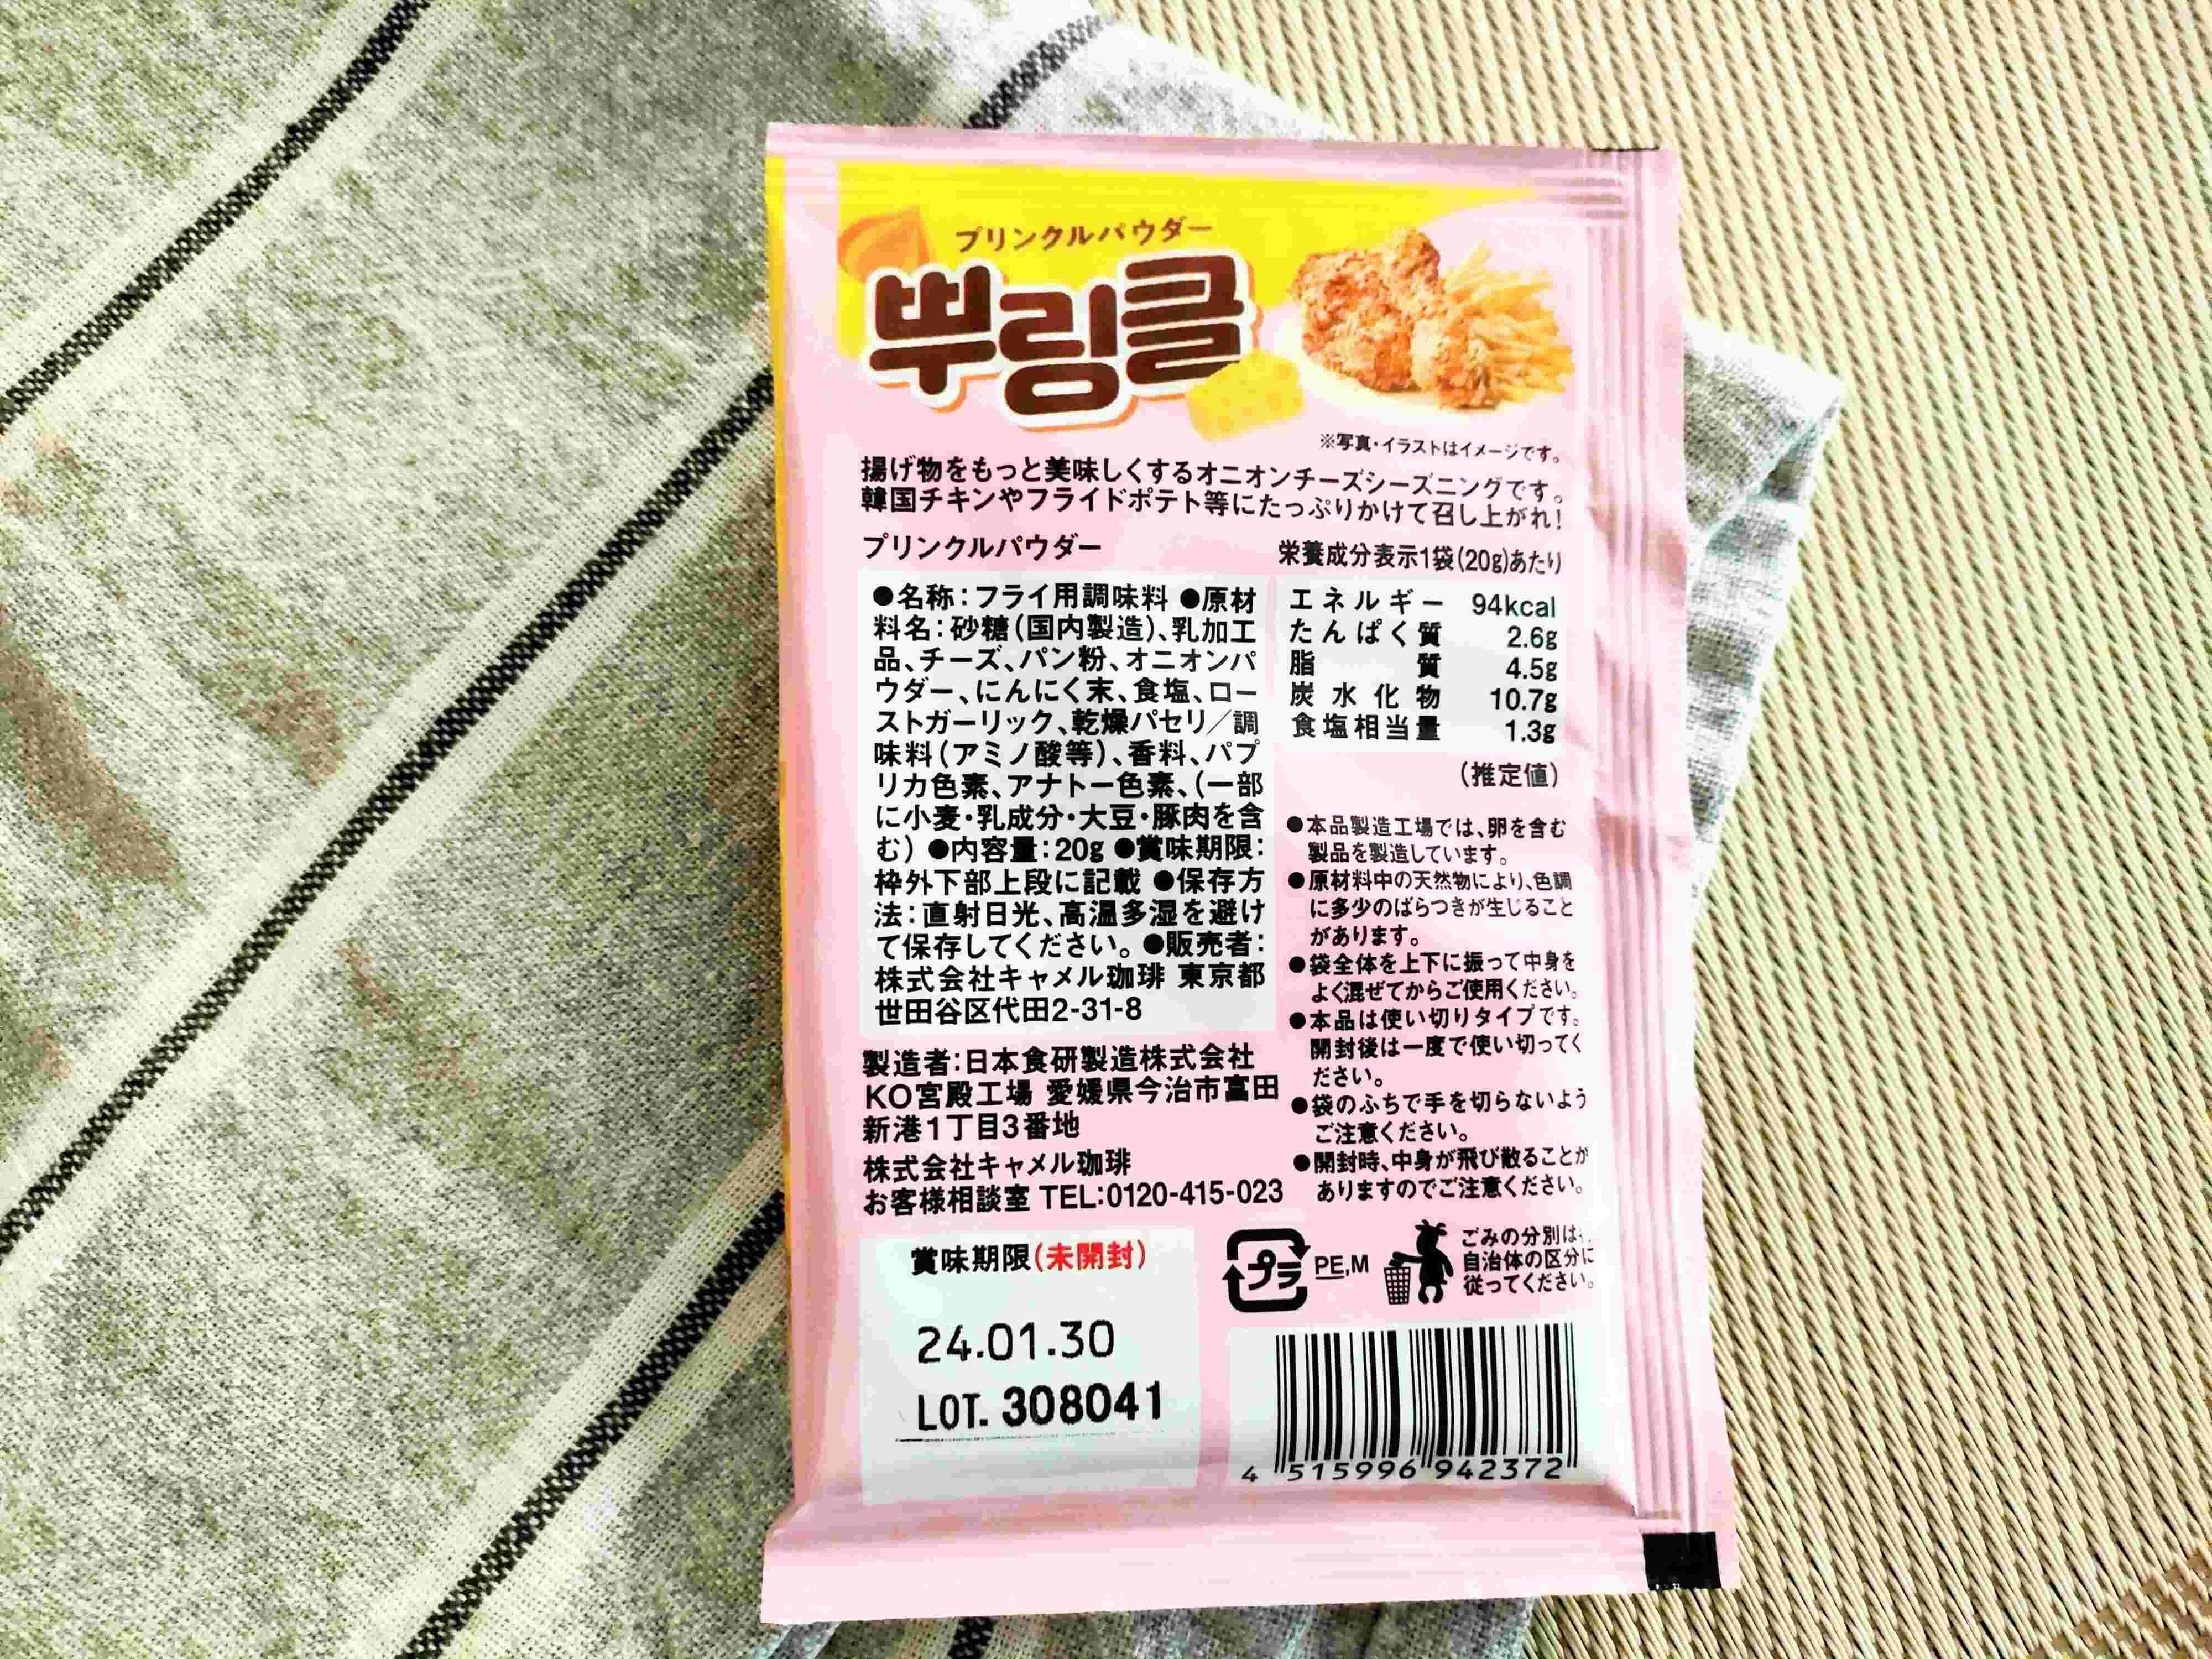 プリンクルパウダー
뿌링클
※写真・イラストはイメージです。
揚げ物をもっと美味しくするオニオンチーズシーズニングです。
韓国チキンやフライドポテト等にたっぷりかけて召し上がれ!
プリンクルパウダー
●名称:フライ用調味料 ●原材
料名:砂糖(国内製造)、乳加工
品、チーズ、パン粉、オニオンパ
ウダー、にんにく末、食塩、ロー
ストガーリック、乾燥パセリ/調
味料(アミノ酸等)、香料、パプ
リカ色素、アナトー色素、(一部
に小麦・乳成分・大豆・豚肉を含
む) ●内容量:20g ●賞味期限:
枠外下部上段に記載 ●保存方
法:直射日光、高温多湿を避け
て保存してください。●販売者:
株式会社キャメル珈琲 東京都
世田谷区代田2-31-8
製造者:日本食研製造株式会社
KO宮殿工場 愛媛県今治市富田
新港1丁目3番地
株式会社キャメル珈琲
お客様相談室 TEL:0120-415-023
栄養成分表示1袋(20g)あたり
エネルギー 94kcal
たんぱく質 2.6g
脂質 4.5g
炭水化物 10.7g
食塩相当量 1.3g
(推定値)
●本品製造工場では、卵を含む
製品を製造しています。
●原材料中の天然物により、色調
に多少のばらつきが生じること
があります。
●袋全体を上下に振って中身を
よく混ぜてからご使用ください。
●本品は使い切りタイプです。
開封後は一度で使い切ってく
ださい。
●袋のふちで手を切らないよう
ご注意ください。
●開封時、中身が飛び散ることが
ありますのでご注意ください。
賞味期限(未開封)
24.01.30
LOT. 308041
プラ
PE,M
ごみの分別は、
自治体の区分に
従ってください。
4 515996 942372